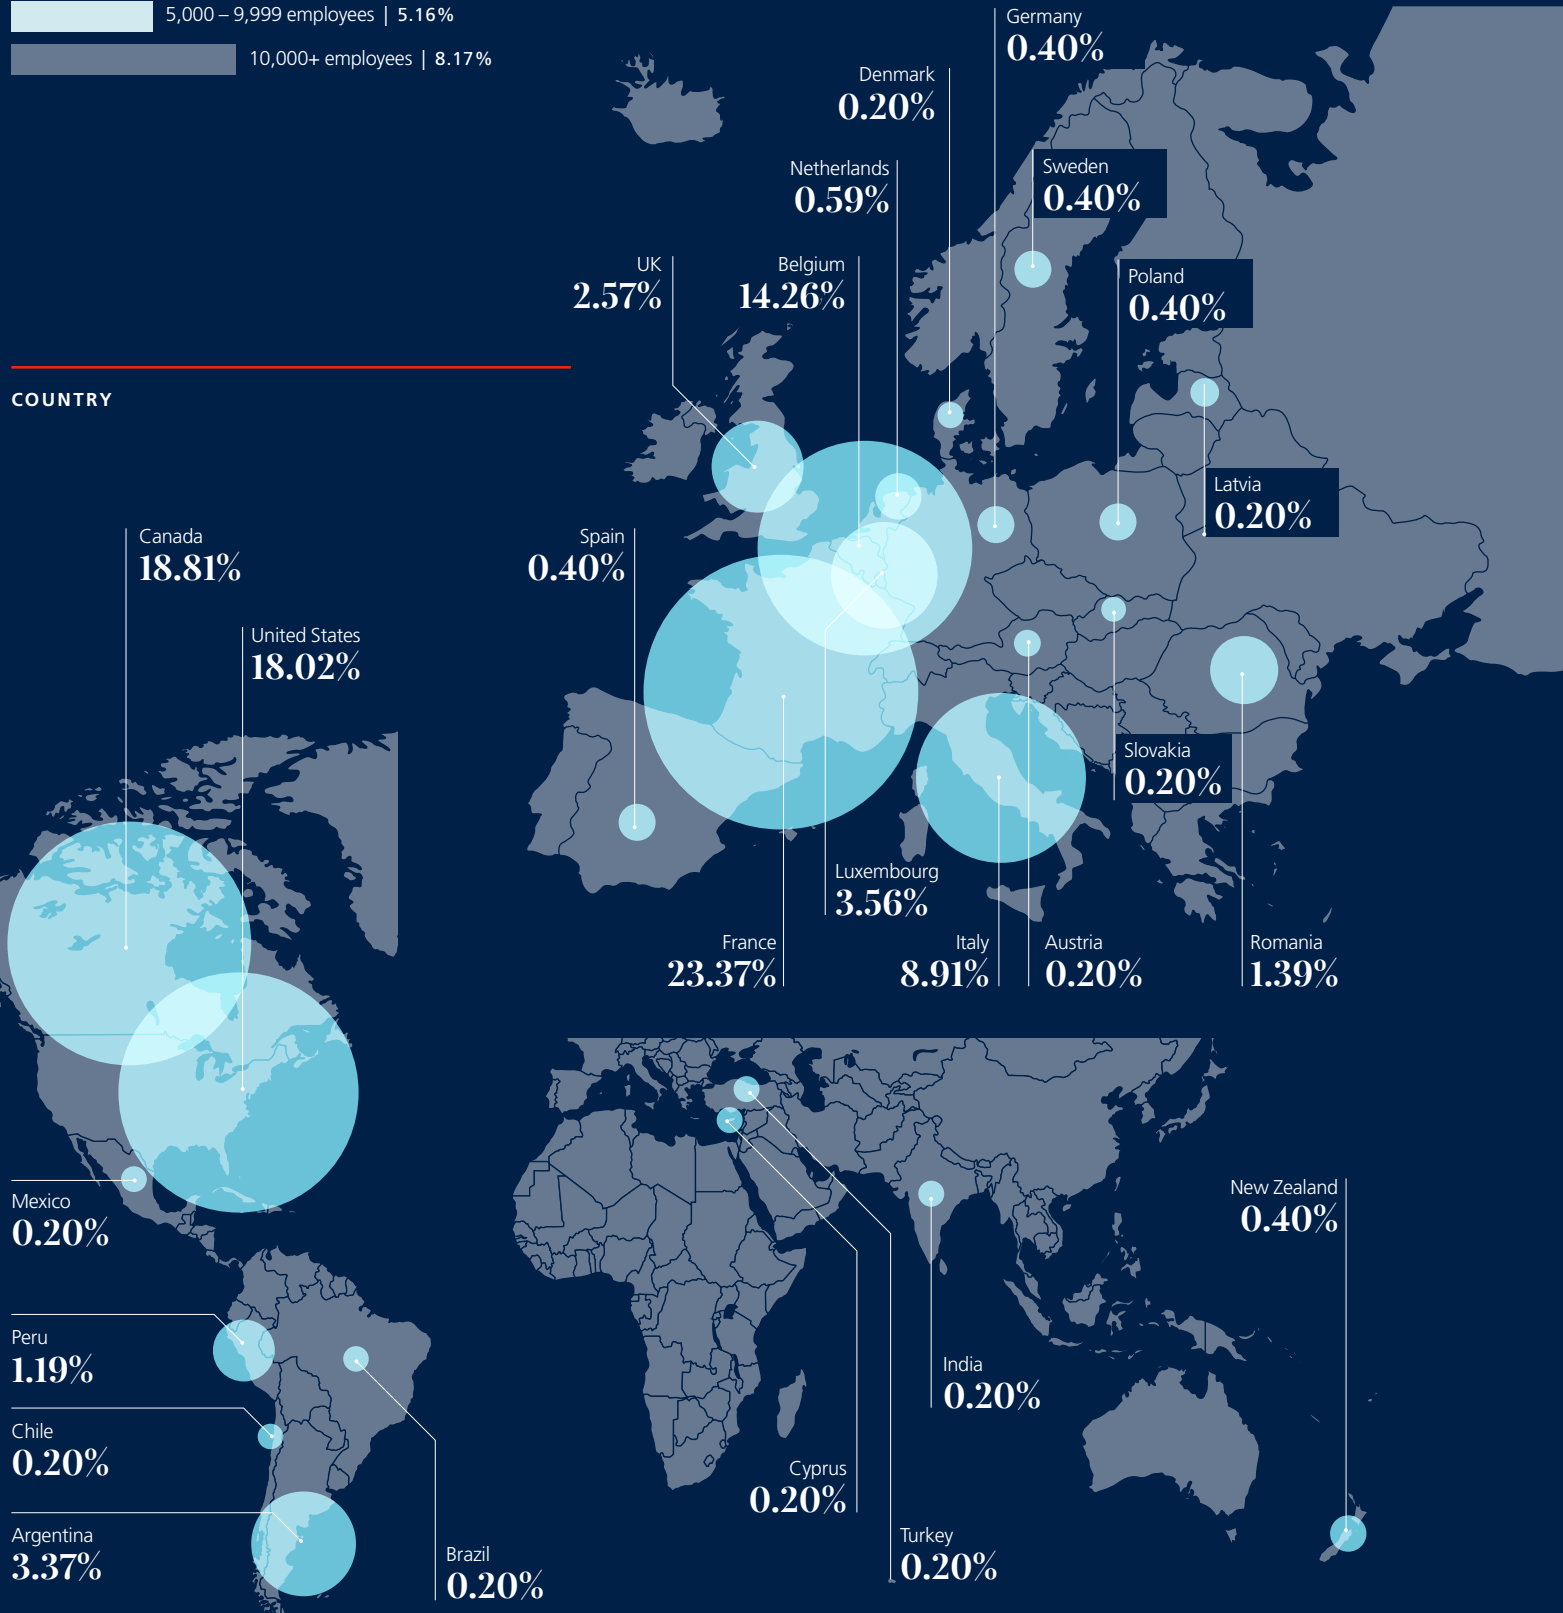 5,000 – 9,999 employees | 5.16%
10,000+ employees | 8.17%
Germany
0.40%
Denmark
0.20%
Netherlands
0.59%
Sweden
0.40%
UK
2.57%
Belgium
14.26%
Poland
0.40%
COUNTRY
Latvia
0.20%
Canada
18.81%
Spain
0.40%
United States
18.02%
Slovakia
0.20%
Luxembourg
3.56%
France
23.37%
Italy
8.91%
Austria
0.20%
Romania
1.39%
Mexico
0.20%
New Zealand
0.40%
Peru
1.19%
India
0.20%
Chile
0.20%
Cyprus
0.20%
Argentina
3.37%
Brazil
0.20%
Turkey
0.20%